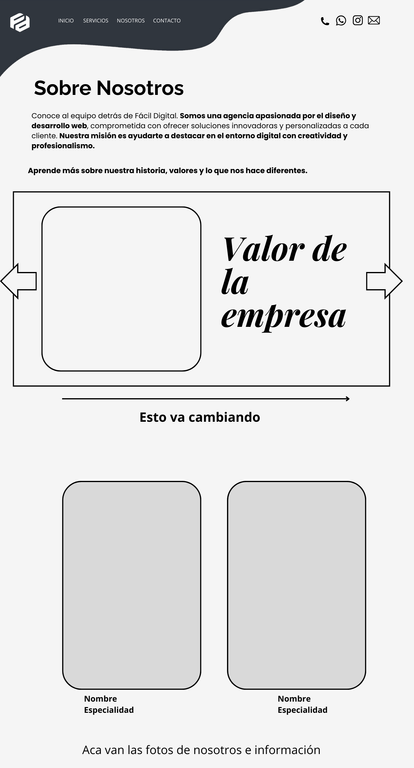 INICIO SERVICIOS NOSOTROS CONTACTO
Sobre Nosotros
Conoce al equipo detrás de Fácil Digital. Somos una agencia apasionada por el diseño y
desarrollo web, comprometida con ofrecer soluciones innovadoras y personalizadas a cada
cliente. Nuestra misión es ayudarte a destacar en el entorno digital con creatividad y
profesionalismo.
Aprende más sobre nuestra historia, valores y lo que nos hace diferentes.
Valor de
la
empresa
Esto va cambiando
Nombre
Especialidad
Nombre
Especialidad
Aca van las fotos de nosotros e información